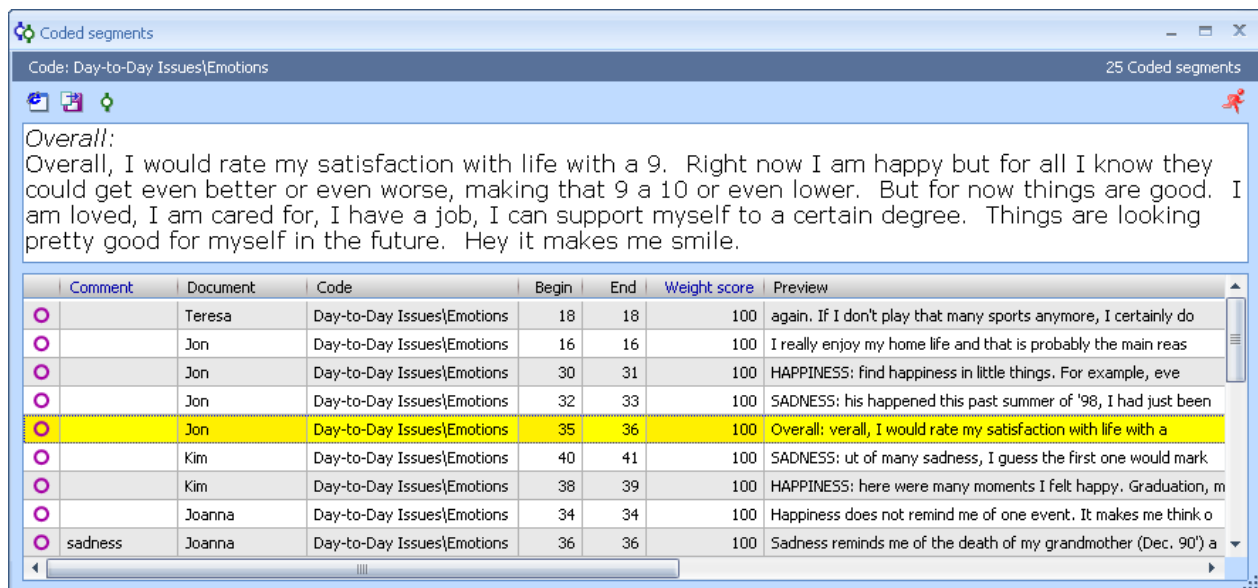 Coded segments
Code: Day-to-Day Issues\Emotions 25 Coded segments
Overall:
Overall, I would rate my satisfaction with life with a 9. Right now I am happy but for all I know they
could get even better or even worse, making that 9 a 10 or even lower. But for now things are good. I
am loved, I am cared for, I have a job, I can support myself to a certain degree. Things are looking
pretty good for myself in the future. Hey it makes me smile.
Comment Document Code Begin End Weight score Preview
Teresa Day-to-Day Issues\Emotions 18 18 100 again. If I don't play that many sports anymore, I certainly do
Jon Day-to-Day Issues\Emotions 16 16 100 I really enjoy my home life and that is probably the main reas
Jon Day-to-Day Issues\Emotions 30 31 100 HAPPINESS: find happiness in little things. For example, eve
Jon Day-to-Day Issues\Emotions 32 33 100 SADNESS: his happened this past summer of '98, I had just been
Jon Day-to-Day Issues\Emotions 35 36 100 Overall: verall, I would rate my satisfaction with life with a
Kim Day-to-Day Issues\Emotions 40 41 100 SADNESS: ut of many sadness, I guess the first one would mark
Kim Day-to-Day Issues\Emotions 38 39 100 HAPPINESS: here were many moments I felt happy. Graduation, m
Joanna Day-to-Day Issues\Emotions 34 34 100 Happiness does not remind me of one event. It makes me think o
sadness Joanna Day-to-Day Issues\Emotions 36 36 100 Sadness reminds me of the death of my grandmother (Dec. 90') a